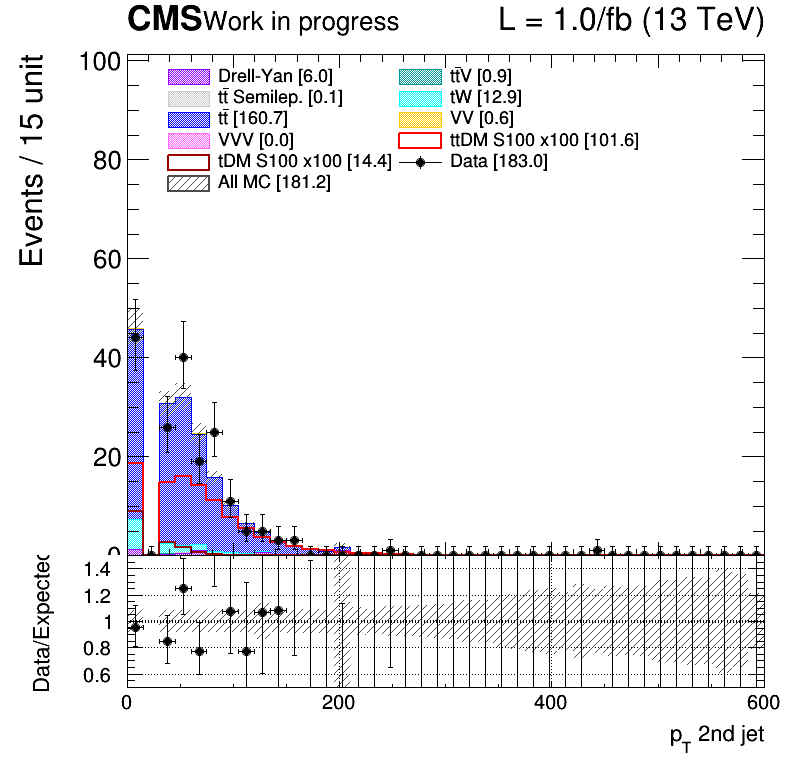 CMS Work in progress L = 1.0/fb (13 TeV)
Events / 15 unit
100
80
60
40
20
0
Drell-Yan [6.0] tt̄V [0.9]
tt̄ Semilep. [0.1] tW [12.9]
tt̄ [160.7] VV [0.6]
VVV [0.0] ttDM S100 x100 [101.6]
tDM S100 x100 [14.4] Data [183.0]
All MC [181.2]
Data/Expected
1.4
1.2
1
0.8
0.6
0 200 400 600
p_T 2nd jet